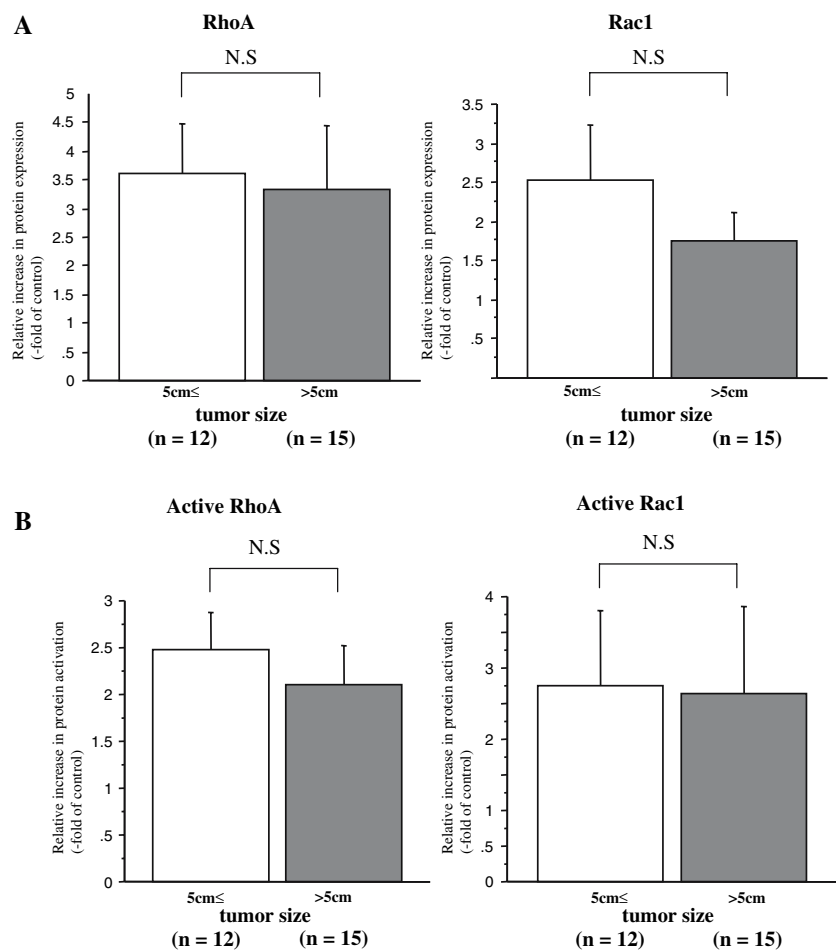 A
RhoA
N.S
Relative increase in protein expression
(-fold of control)
5
4.5
4
3.5
3
2.5
2
1.5
1
.5
0
5cm≤
>5cm
tumor size
(n = 12)
(n = 15)
Rac1
N.S
Relative increase in protein expression
(-fold of control)
3.5
3
2.5
2
1.5
1
.5
5cm≤
>5cm
tumor size
(n = 12)
(n = 15)
B
Active RhoA
N.S
Relative increase in protein activation
(-fold of control)
3
2.5
2
1.5
1
.5
0
5cm≤
>5cm
tumor size
(n = 12)
(n = 15)
Active Rac1
N.S
Relative increase in protein activation
(-fold of control)
4
3
2
1
.5
0
5cm≤
>5cm
tumor size
(n = 12)
(n = 15)